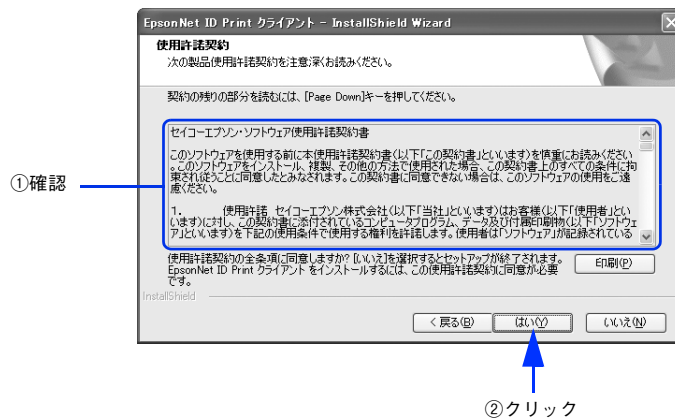 EpsonNet ID Print クライアント - InstallShield Wizard
使用許諾契約
次の製品使用許諾契約を注意深くお読みください。
契約の残りの部分を読むには、[Page Down]キーを押してください。
セイコーエプソン・ソフトウェア使用許諾契約書
このソフトウェアを使用する前に本使用許諾契約書(以下「この契約書」といいます)を慎重にお読みください
。このソフトウェアをインストール、複製、その他の方法で使用された場合、この契約書上のすべての条件に拘
束されることに同意したとみなされます。この契約書に同意できない場合は、このソフトウェアの使用をご遠
慮ください。
1. 使用許諾 セイコーエプソン株式会社(以下「当社」といいます)はお客様(以下「使用者」とい
います)に対し、この契約書に添付されているコンピュータプログラム、データ及び付属印刷物(以下「ソフトウェ
ア」といいます)を下記の使用条件で使用する権利を許諾します。使用者は「ソフトウェア」が記録されている
①確認
使用許諾契約の全条項に同意しますか? [いいえ]を選択するとセットアップが終了されます。
EpsonNet ID Print クライアント をインストールするには、この使用許諾契約に同意が必要
です。
印刷(P)
InstallShield
< 戻る(B)
はい(Y)
いいえ(N)
②クリック